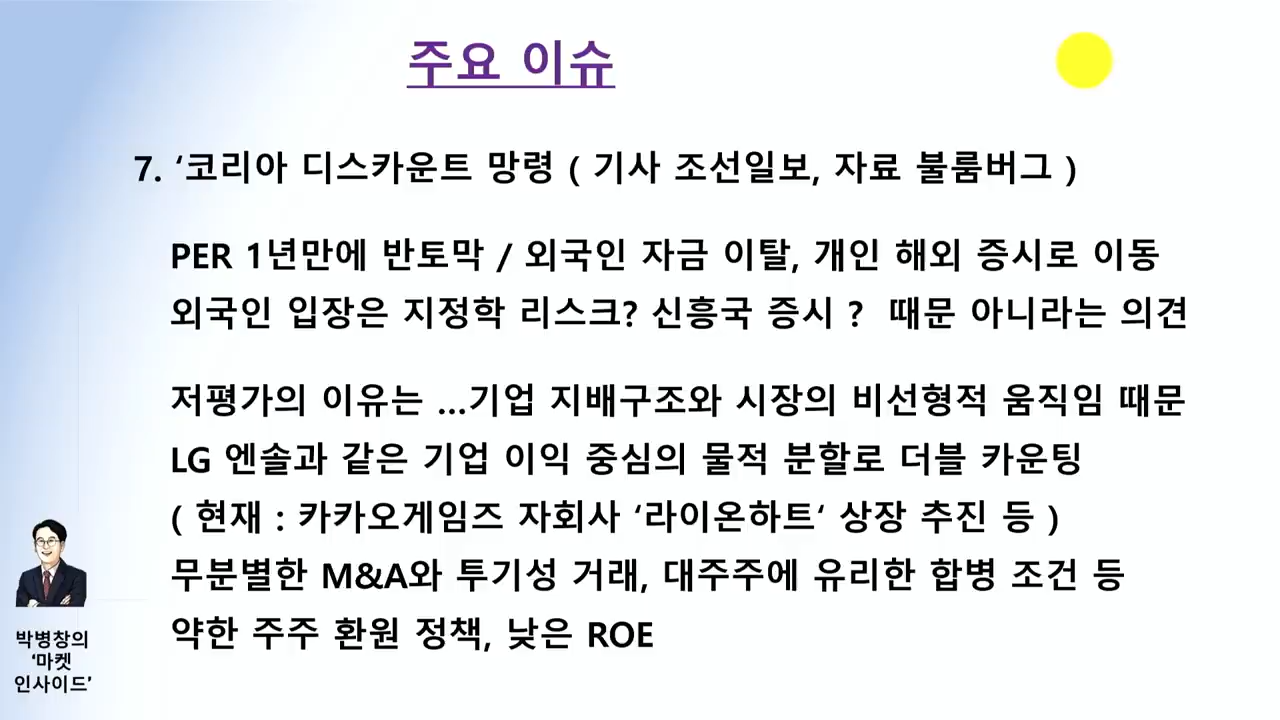 주요 이슈
7. ‘코리아 디스카운트 망령 ( 기사 조선일보, 자료 불룸버그 )
PER 1년만에 반토막 / 외국인 자금 이탈, 개인 해외 증시로 이동
외국인 입장은 지정학 리스크? 신흥국 증시 ? 때문 아니라는 의견
저평가의 이유는 ...기업 지배구조와 시장의 비선형적 움직임 때문
LG 엔솔과 같은 기업 이익 중심의 물적 분할로 더블 카운팅
( 현재 : 카카오게임즈 자회사 ‘라이온하트‘ 상장 추진 등 )
무분별한 M&A와 투기성 거래, 대주주에 유리한 합병 조건 등
약한 주주 환원 정책, 낮은 ROE
박병창의
‘마켓
인사이드’